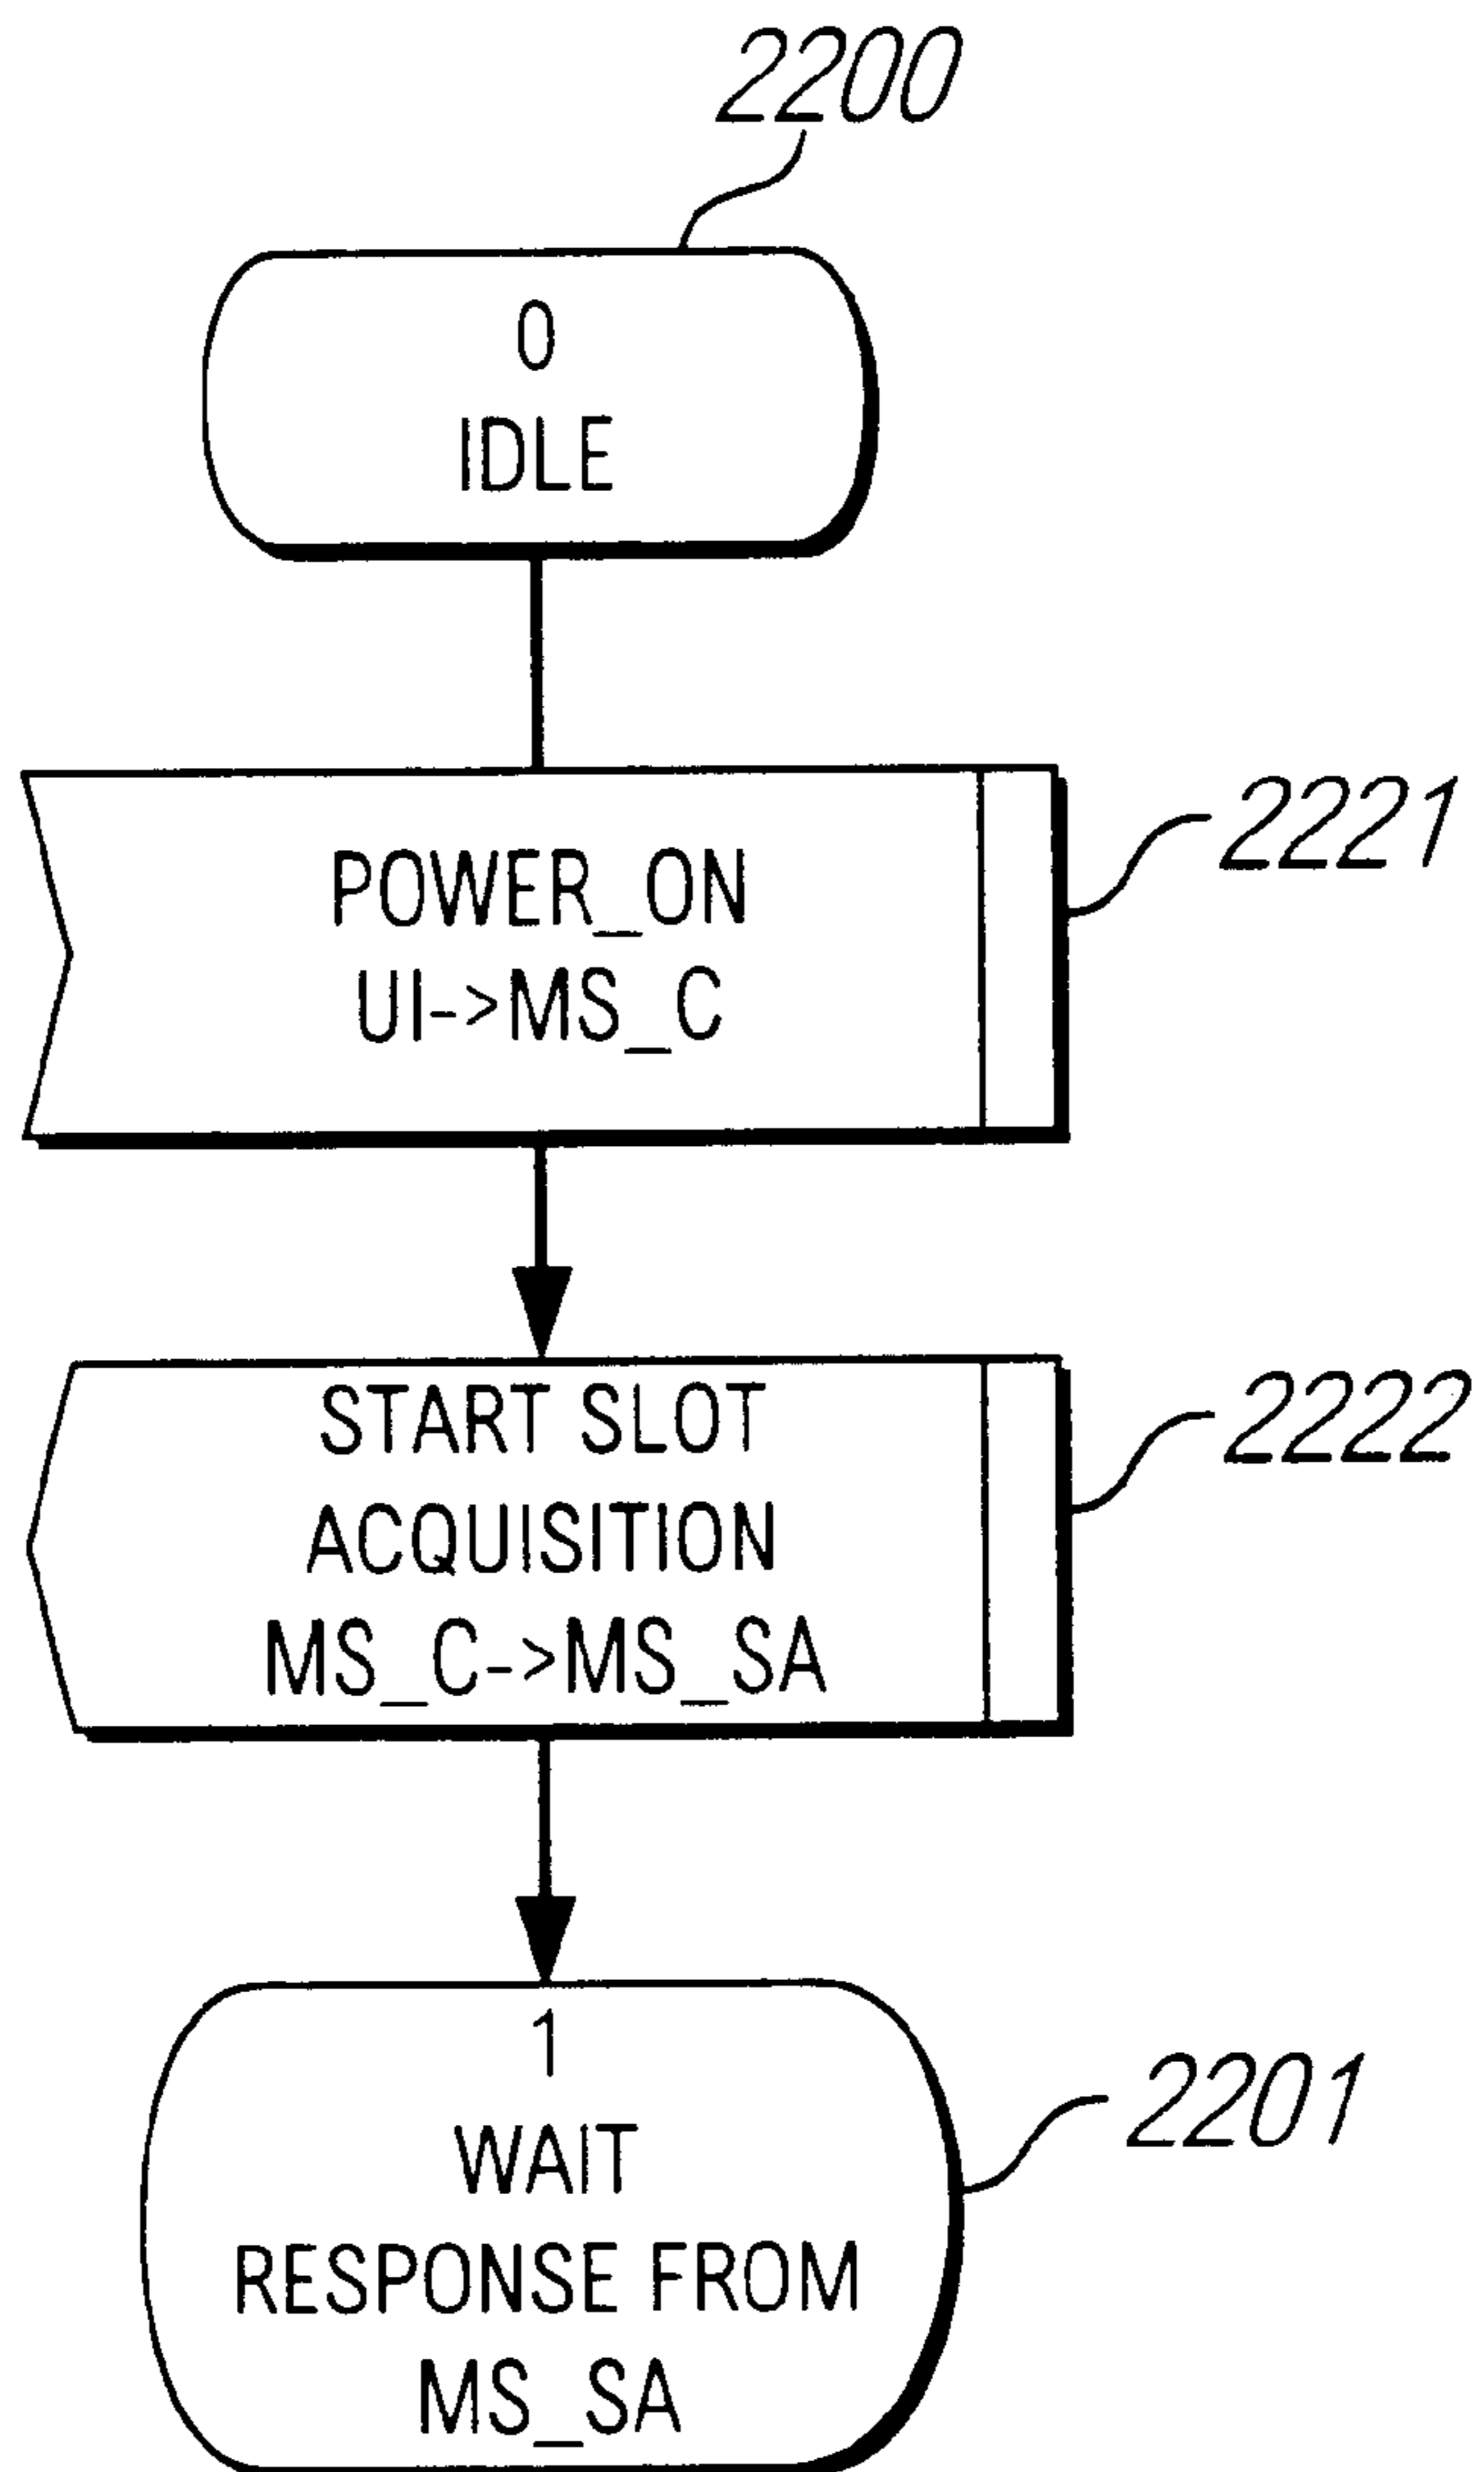 2200
0
IDLE
POWER_ON
UI->MS_C
2221
START SLOT
ACQUISITION
MS_C->MS_SA
2222
1
WAIT
RESPONSE FROM
MS_SA
2201